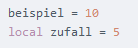 beispiel = 10
local zufall = 5